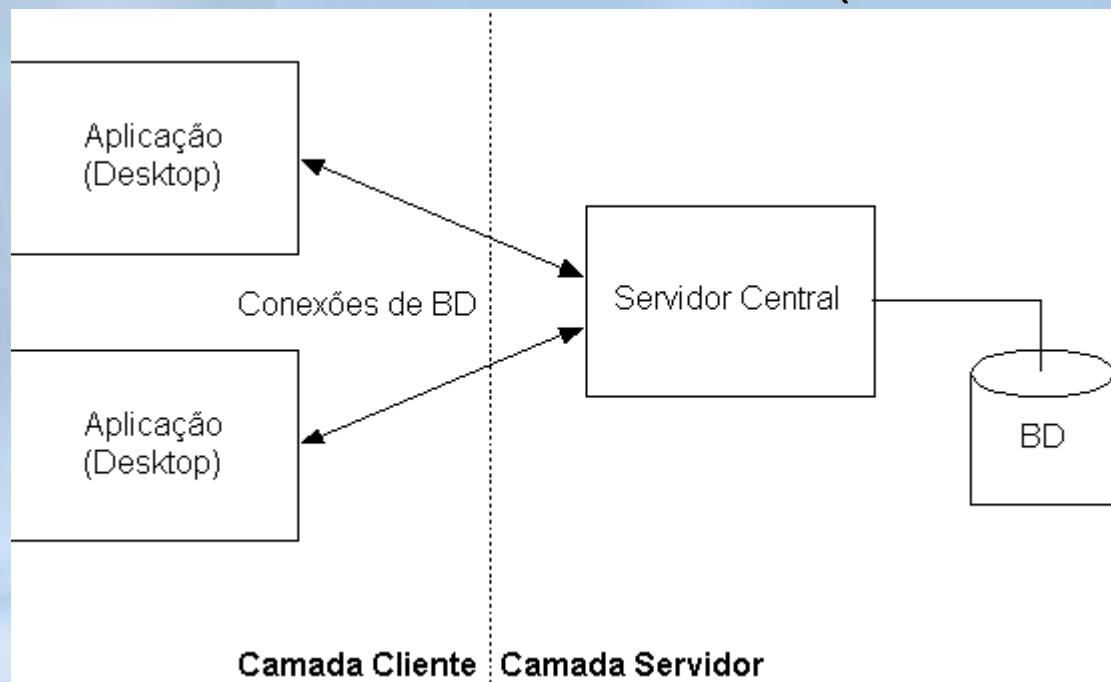 Aplicação
(Desktop)
Conexões de BD
Servidor Central
Aplicação
(Desktop)
BD
Camada Cliente
Camada Servidor